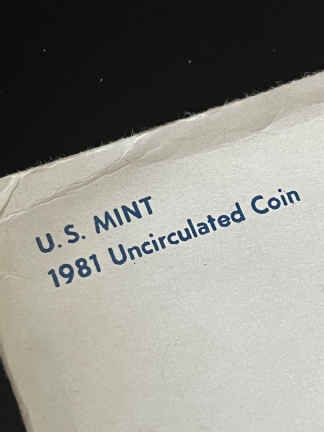 U.S. MINT
1981 Uncirculated Coin